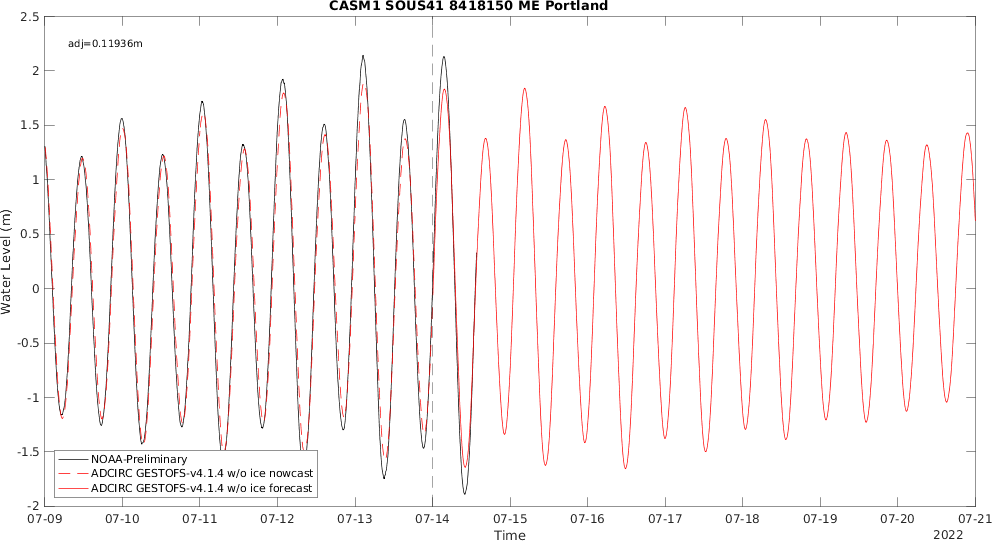 CASM1 SOUS41 8418150 ME Portland
adj=0.11936m
2.5
2
1.5
1
0.5
0
-0.5
-1
-1.5
-2
Water Level (m)
NOAA-Preliminary
ADCIRC GESTOFS-v4.1.4 w/o ice nowcast
ADCIRC GESTOFS-v4.1.4 w/o ice forecast
07-09 07-10 07-11 07-12 07-13 07-14 07-15 07-16 07-17 07-18 07-19 07-20 07-21
Time
2022